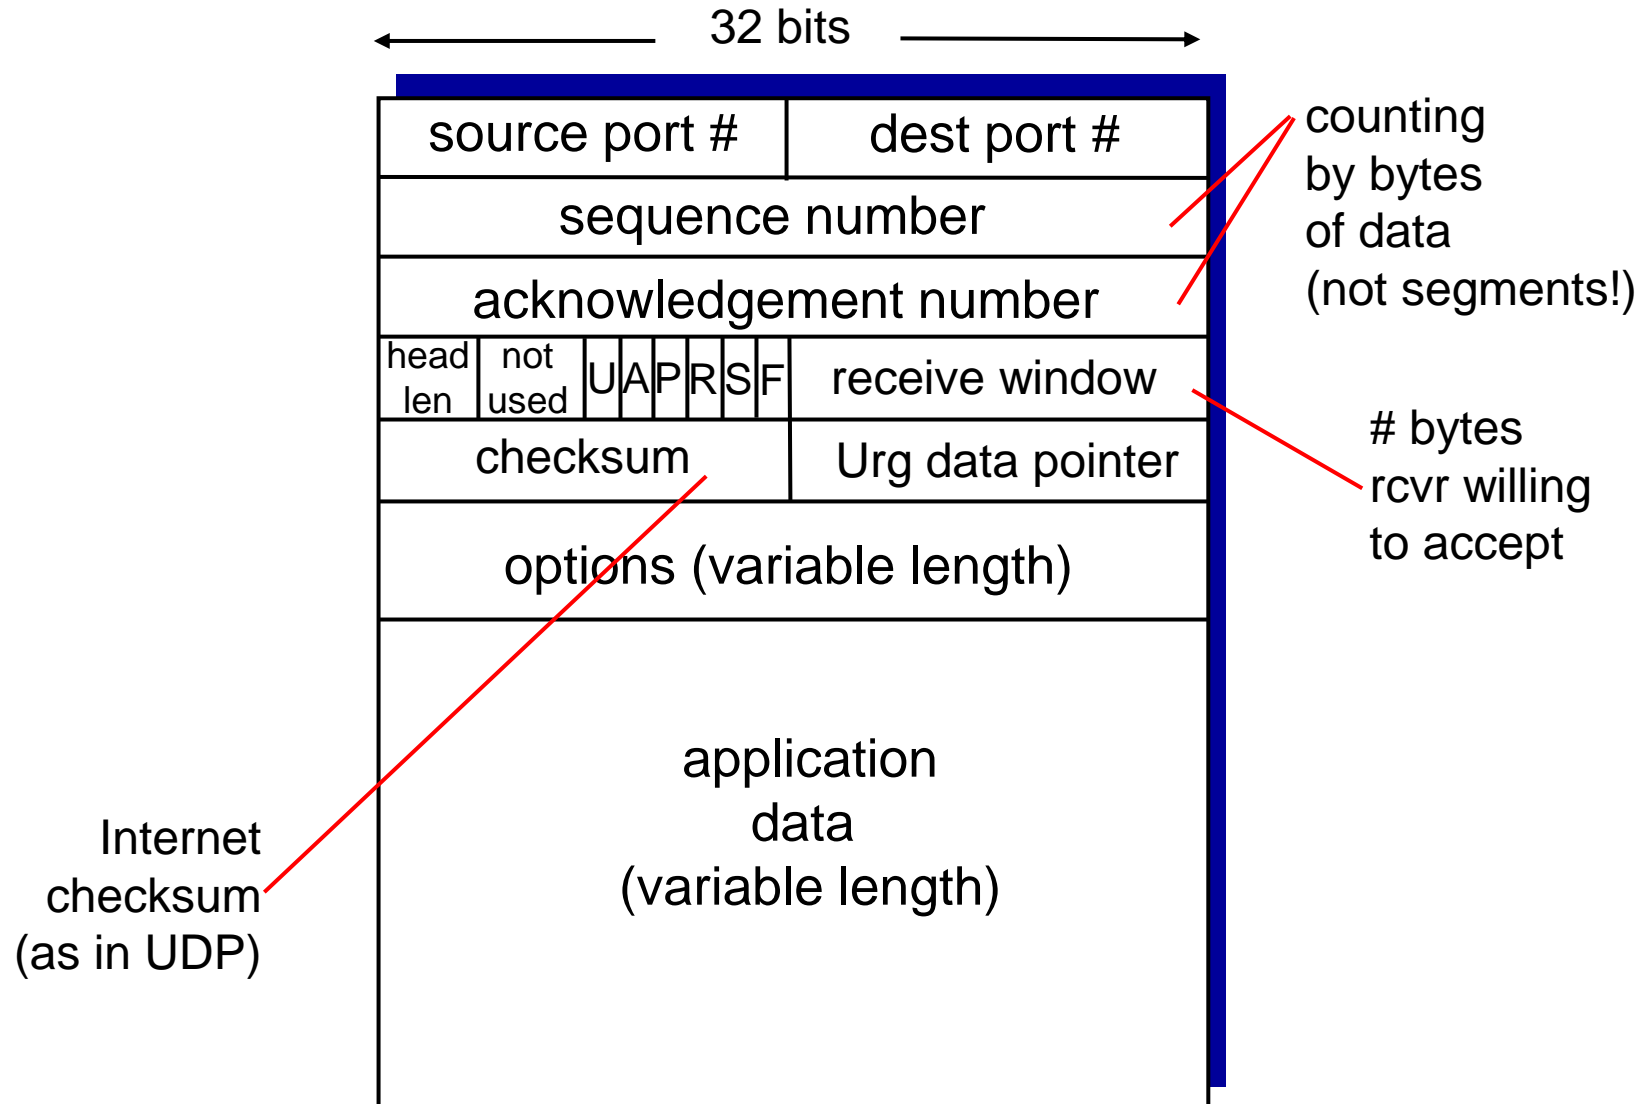 32 bits
source port #
dest port #
counting
by bytes
of data
(not segments!)
sequence number
acknowledgement number
head
len
not
used
U
A
P
R
S
F
receive window
# bytes
rcvr willing
to accept
checksum
Urg data pointer
options (variable length)
application
data
(variable length)
Internet
checksum
(as in UDP)